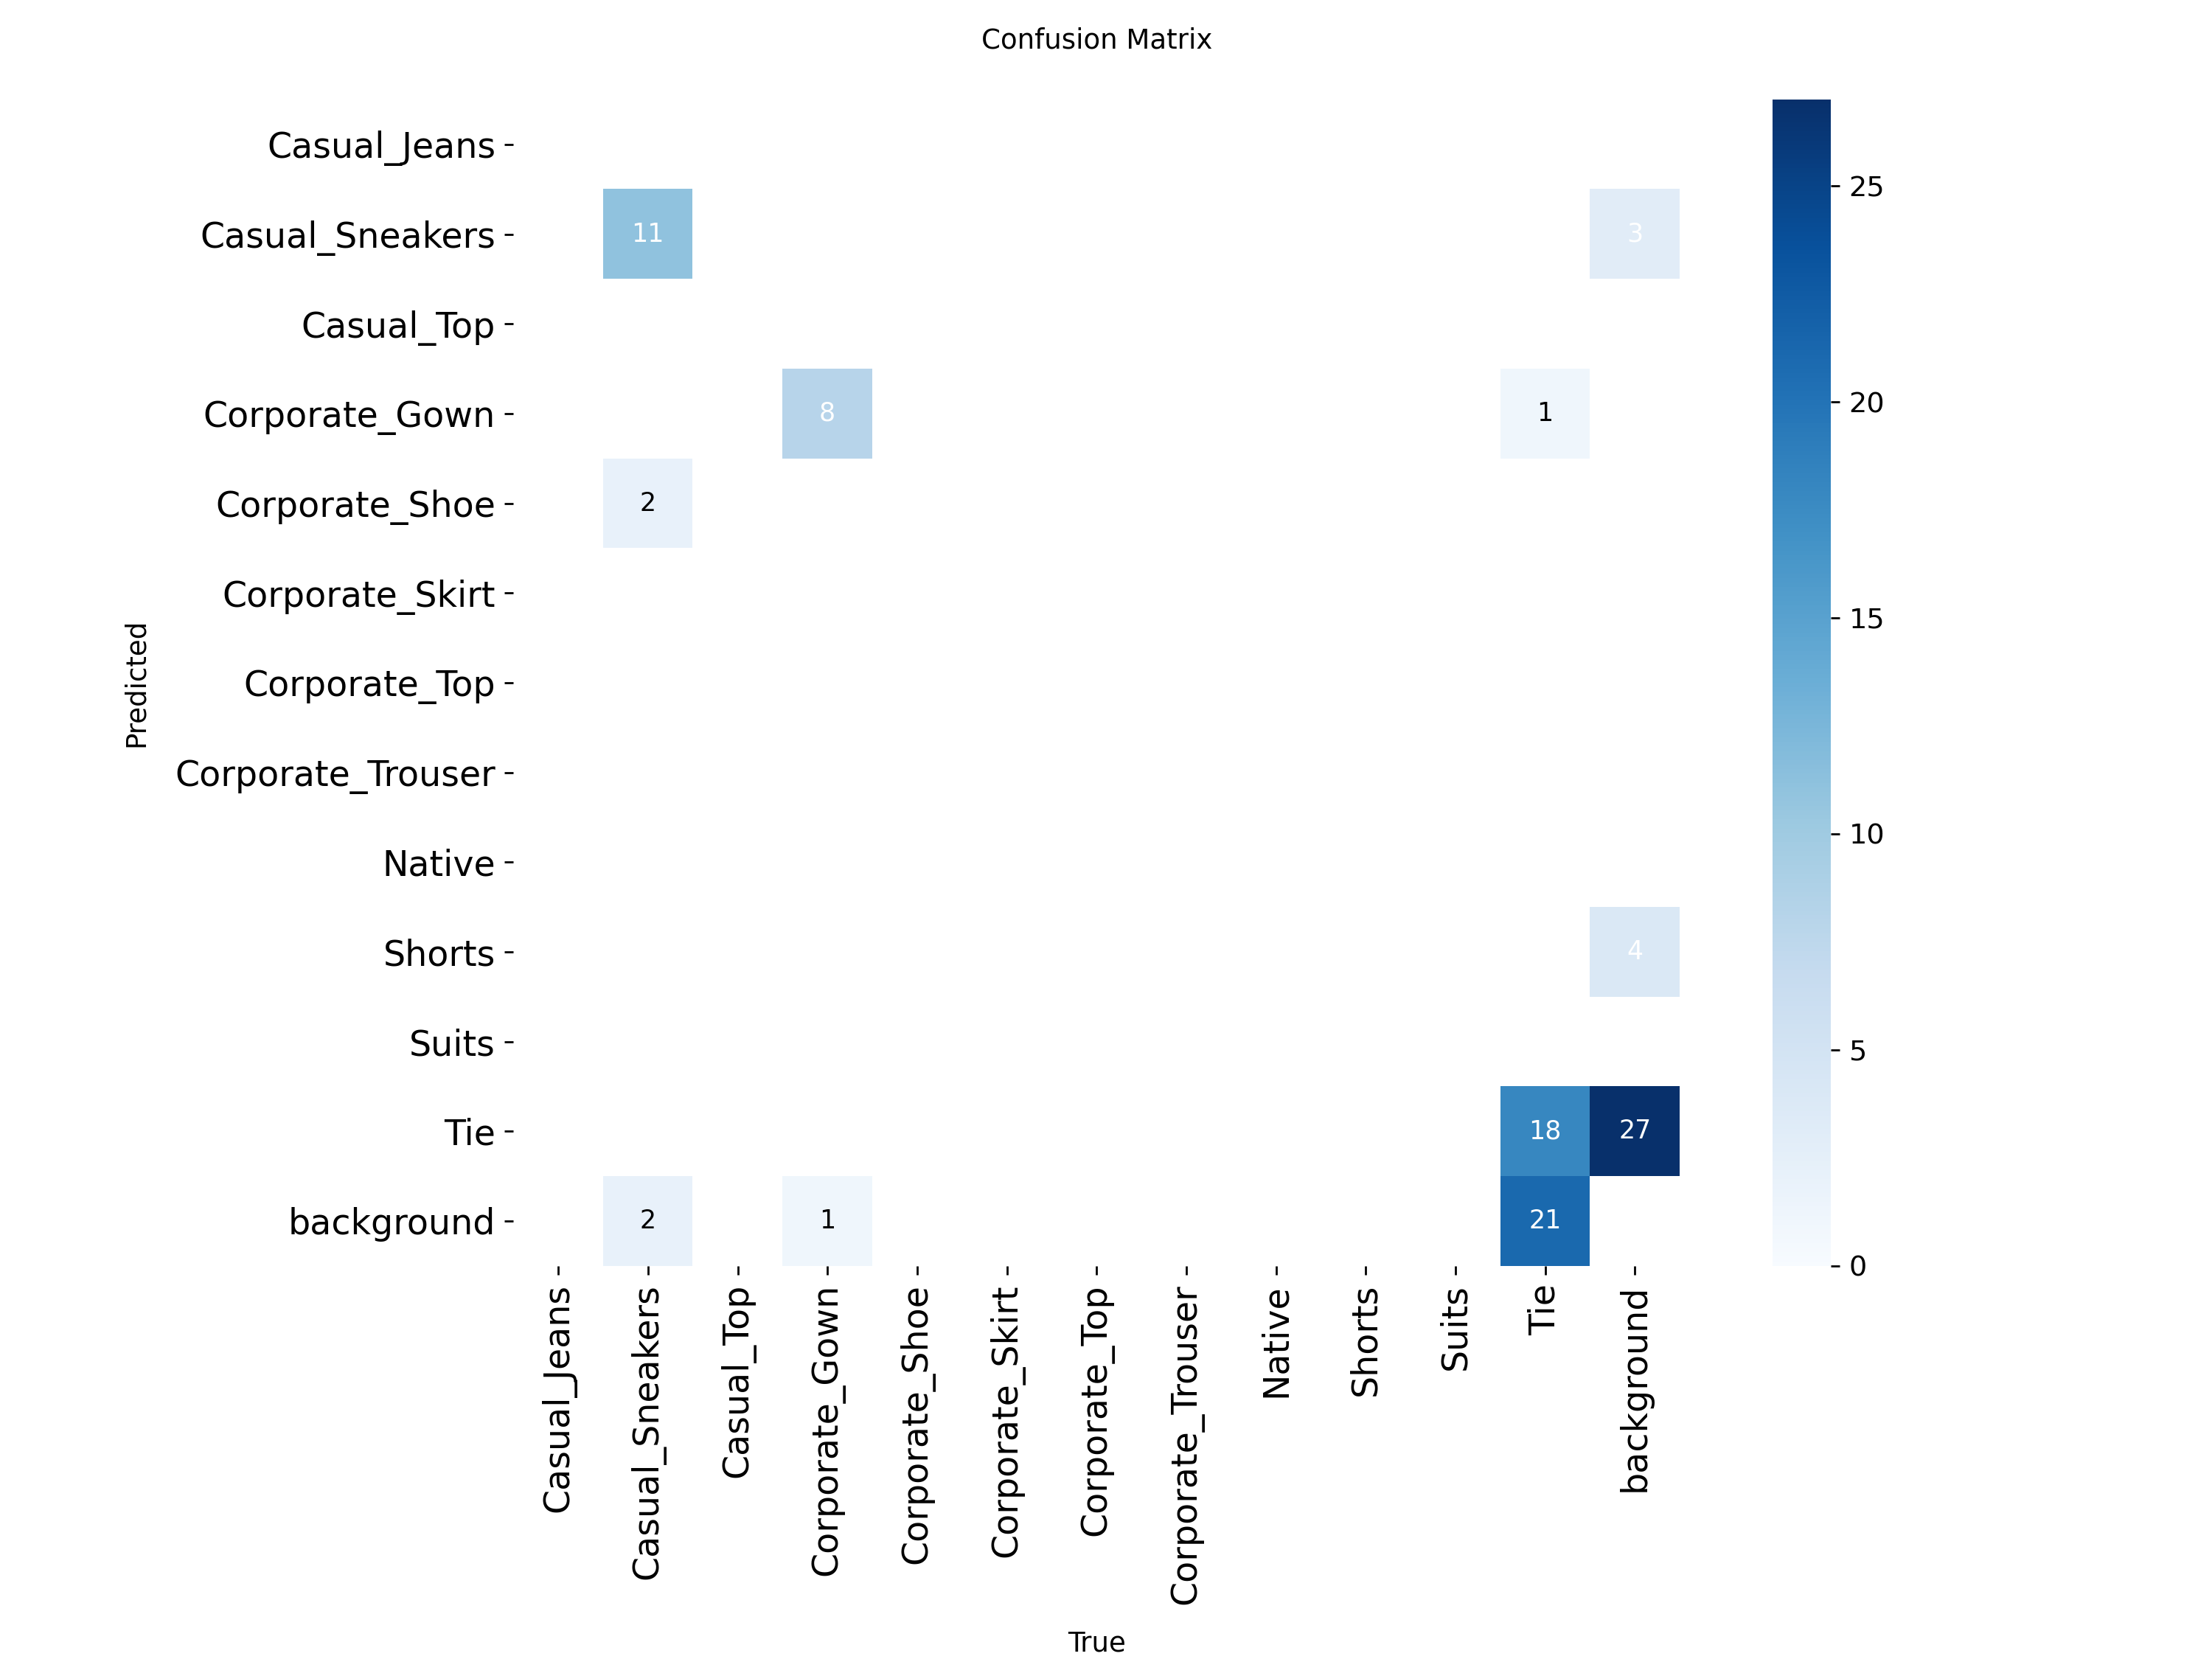 Confusion Matrix
Casual_Jeans
Casual_Sneakers
11
3
Casual_Top
Corporate_Gown
8
1
Corporate_Shoe
2
Corporate_Skirt
Corporate_Top
Corporate_Trouser
Native
Shorts
4
Suits
Tie
18
27
background
2
1
21
Predicted
Casual_Jeans
Casual_Sneakers
Casual_Top
Corporate_Gown
Corporate_Shoe
Corporate_Skirt
Corporate_Top
Corporate_Trouser
Native
Shorts
Suits
Tie
background
True
25
20
15
10
5
0